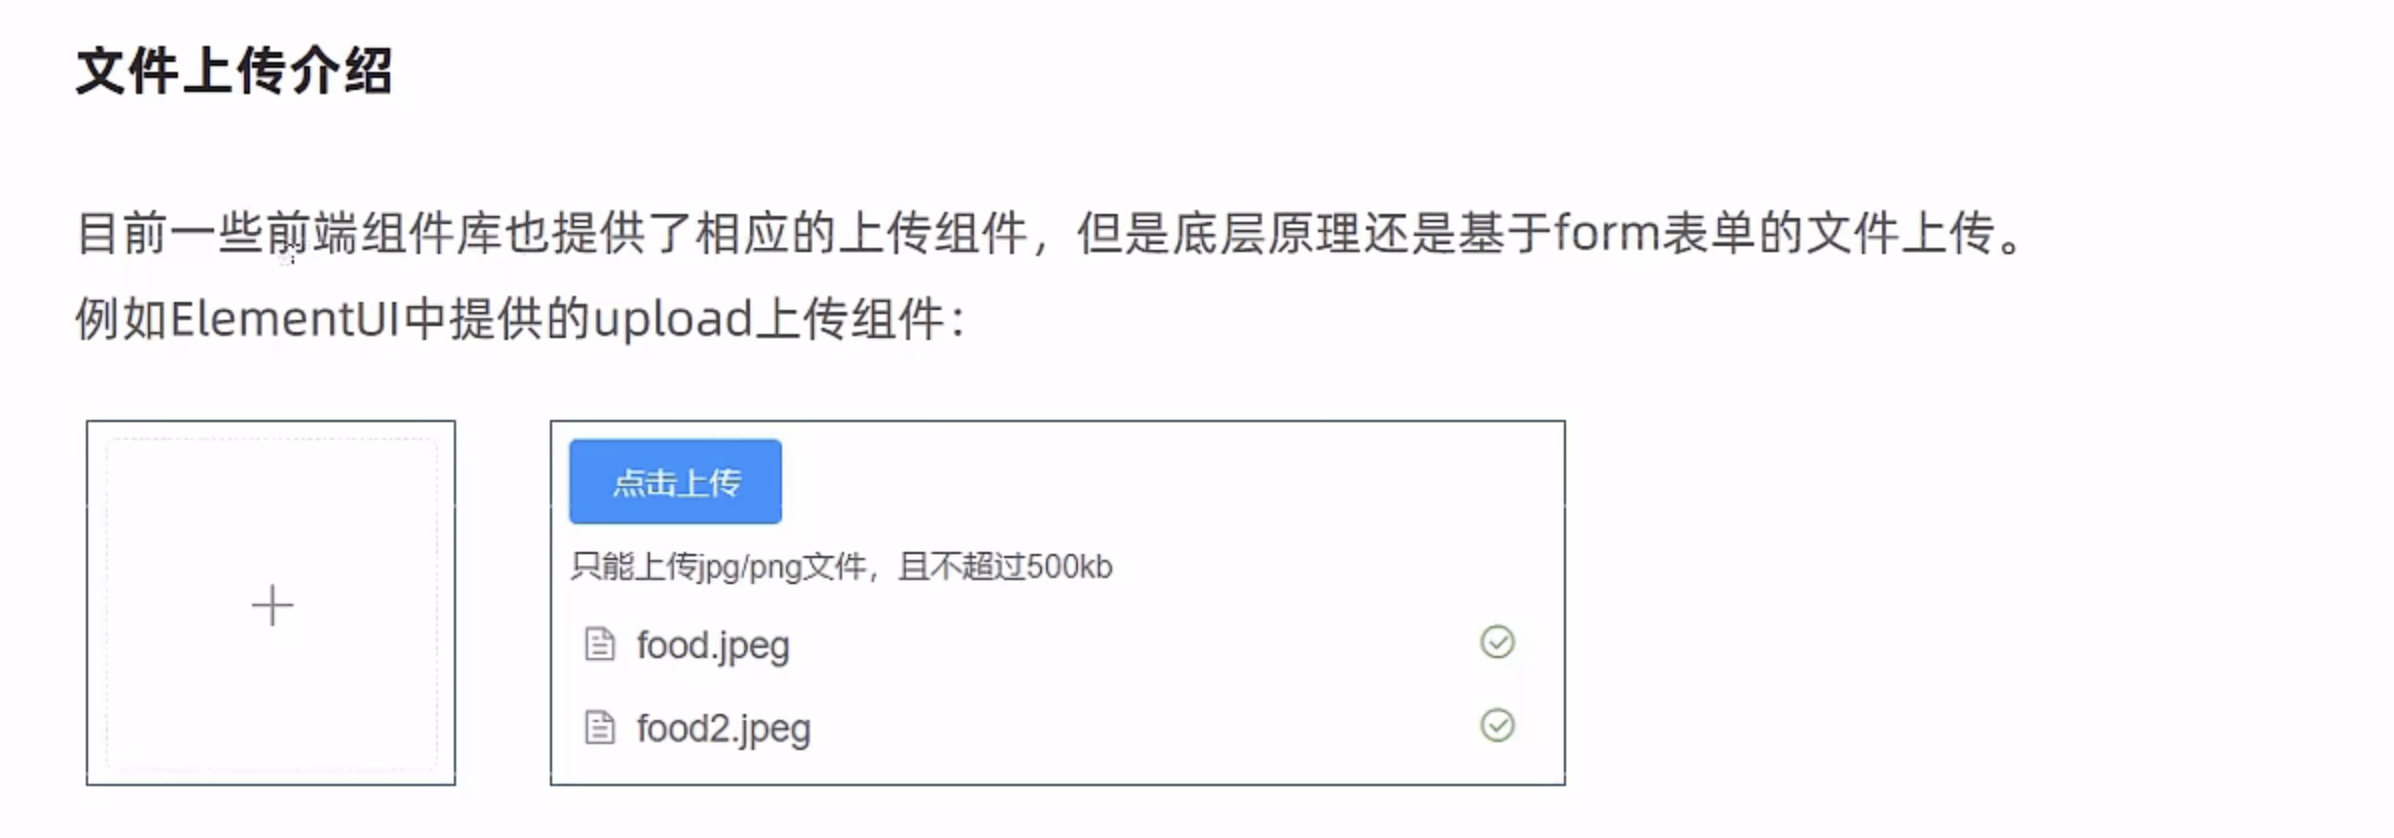 文件上传介绍
目前一些前端组件库也提供了相应的上传组件，但是底层原理还是基于form表单的文件上传。
例如ElementUI中提供的upload上传组件：
点击上传
只能上传jpg/png文件，且不超过500kb
food.jpeg
food2.jpeg